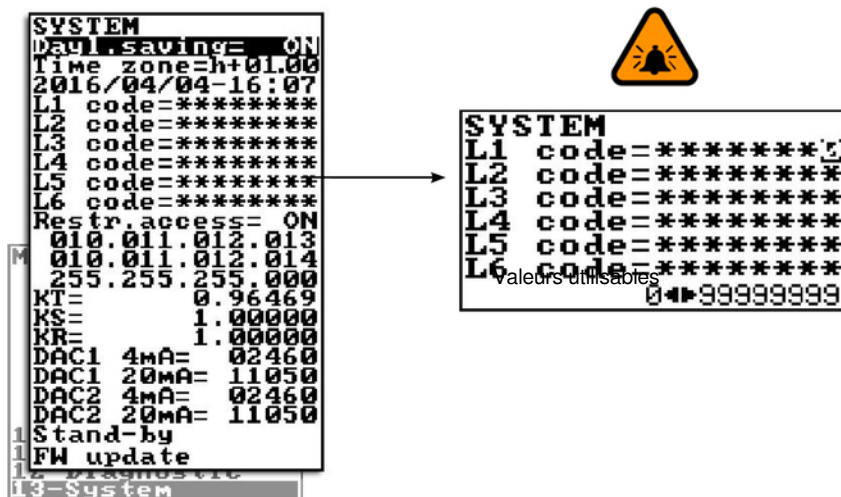 SYSTEM
Dayl.saving= ON
Time zone=h+01.00
2016/04/04-16:07
L1 code=********
L2 code=********
L3 code=********
L4 code=********
L5 code=********
L6 code=********
Restr.access= ON
010.011.012.013
010.011.012.014
255.255.255.000
KT= 0.96469
KS= 1.00000
KR= 1.00000
DAC1 4mA= 02460
DAC1 20mA= 11050
DAC2 4mA= 02460
DAC2 20mA= 11050
Stand-by
FW update
12 Diagnostic
13-System
SYSTEM
L1 code=*******
L2 code=********
L3 code=********
L4 code=********
L5 code=********
L6 code=********
Valeurs utilisables
0◄►99999999